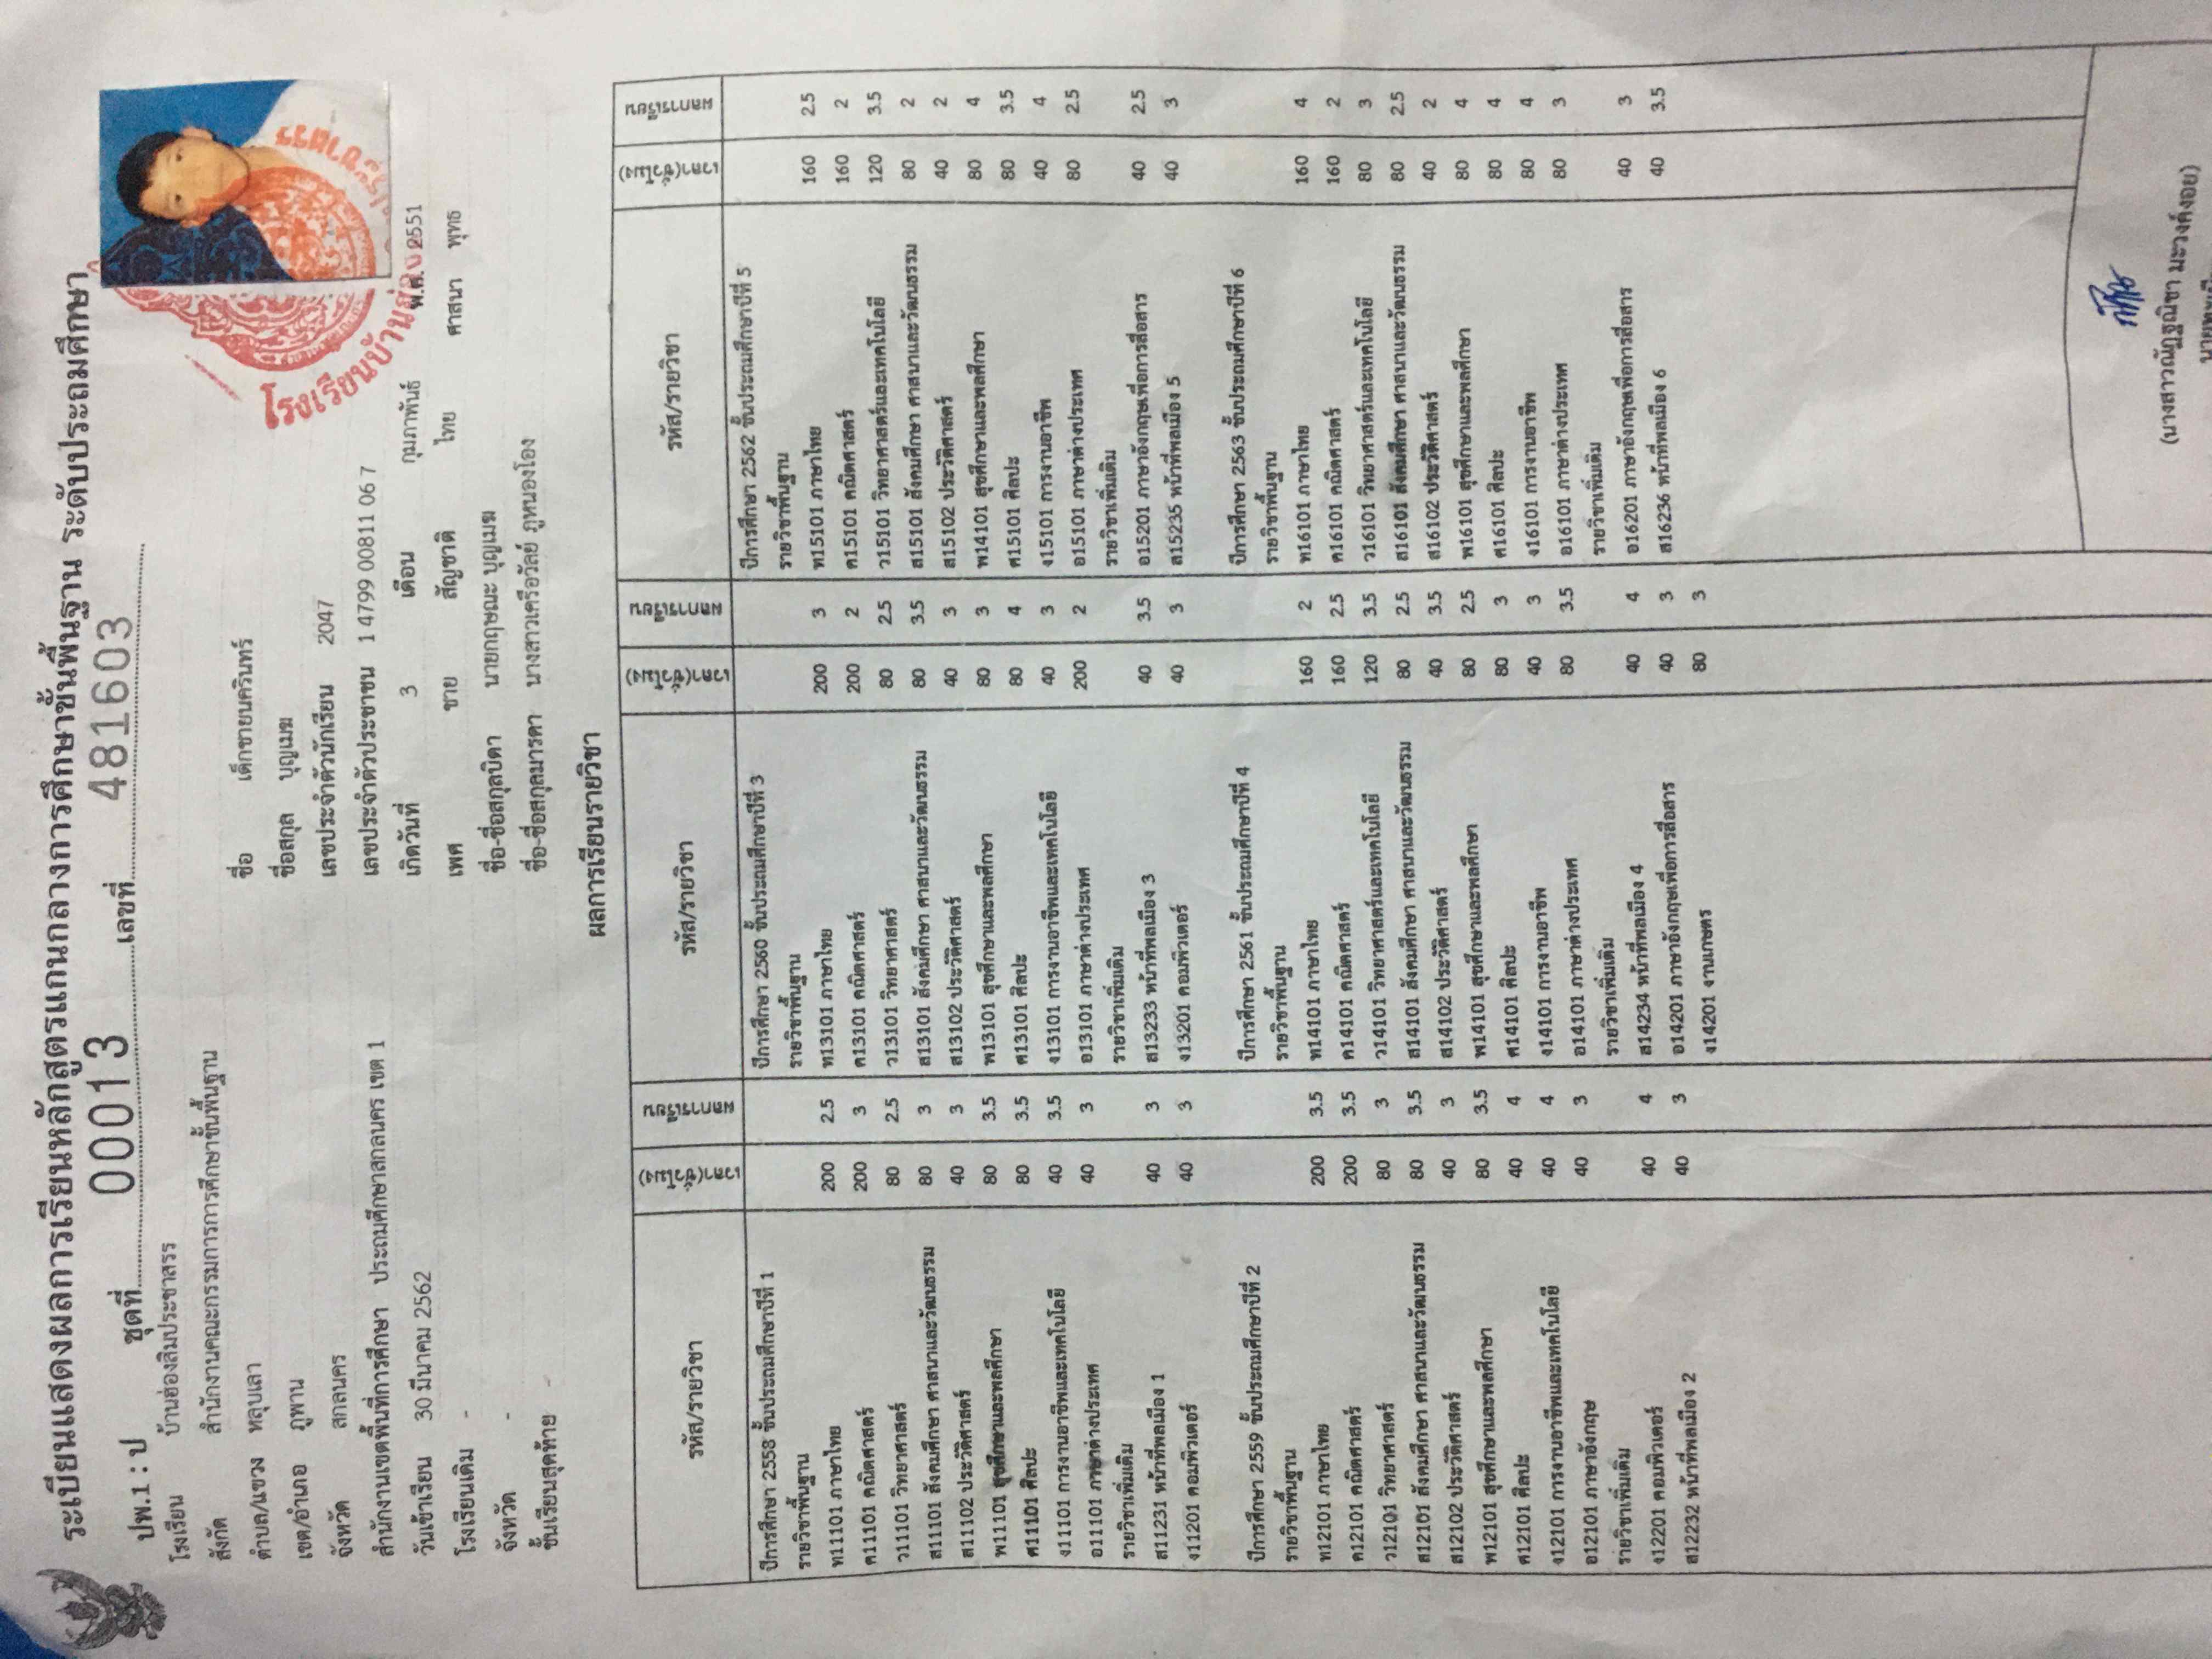 ระเบียนแสดงผลการเรียนหลักสูตรแกนกลางการศึกษาขั้นพื้นฐาน ระดับประถมศึกษา
ปพ.1 : ป ชุดที่ 00013 เลขที่ 481603
โรงเรียน บ้านฮ่องสิมประชาสรร
สังกัด สำนักงานคณะกรรมการการศึกษาขั้นพื้นฐาน
ตำบล/แขวง หลุบเลา
เขต/อำเภอ ภูพาน
จังหวัด สกลนคร
สำนักงานเขตพื้นที่การศึกษา ประถมศึกษาสกลนคร เขต 1
วันเข้าเรียน 30 มีนาคม 2562
โรงเรียนเดิม -
จังหวัด -
ชั้นเรียนสุดท้าย -
ชื่อ เด็กชายนครินทร์
ชื่อสกุล บุญเมฆ
เลขประจำตัวนักเรียน 2047
เลขประจำตัวประชาชน 1 4799 00811 06 7
เกิดวันที่ 3 เดือน กุมภาพันธ์ พ.ศ. 2551
เพศ ชาย สัญชาติ ไทย ศาสนา พุทธ
ชื่อ-ชื่อสกุลบิดา นายกฤษณะ บุญเมฆ
ชื่อ-ชื่อสกุลมารดา นางสาวเครือวัลย์ ภูหนองโอง
โรงเรียนบ้านฮ่อง
ผลการเรียนรายวิชา
รหัส/รายวิชา เวลา(ชั่วโมง) ผลการเรียน
ปีการศึกษา 2558 ชั้นประถมศึกษาปีที่ 1
รายวิชาพื้นฐาน
ท11101 ภาษาไทย 200 2.5
ค11101 คณิตศาสตร์ 200 3
ว11101 วิทยาศาสตร์ 80 2.5
ส11101 สังคมศึกษา ศาสนาและวัฒนธรรม 80 3
ส11102 ประวัติศาสตร์ 40 3
พ11101 สุขศึกษาและพลศึกษา 80 3.5
ศ11101 ศิลปะ 80 3.5
ง11101 การงานอาชีพและเทคโนโลยี 40 3.5
อ11101 ภาษาต่างประเทศ 40 3
รายวิชาเพิ่มเติม
ส11231 หน้าที่พลเมือง 1 40 3
ง11201 คอมพิวเตอร์ 40 3
ปีการศึกษา 2559 ชั้นประถมศึกษาปีที่ 2
รายวิชาพื้นฐาน
ท12101 ภาษาไทย 200 3.5
ค12101 คณิตศาสตร์ 200 3.5
ว12101 วิทยาศาสตร์ 80 3
ส12101 สังคมศึกษา ศาสนาและวัฒนธรรม 80 3.5
ส12102 ประวัติศาสตร์ 40 3
พ12101 สุขศึกษาและพลศึกษา 80 3.5
ศ12101 ศิลปะ 40 4
ง12101 การงานอาชีพและเทคโนโลยี 40 4
อ12101 ภาษาอังกฤษ 40 3
รายวิชาเพิ่มเติม
ง12201 คอมพิวเตอร์ 40 4
ส12232 หน้าที่พลเมือง 2 40 3
รหัส/รายวิชา เวลา(ชั่วโมง) ผลการเรียน
ปีการศึกษา 2560 ชั้นประถมศึกษาปีที่ 3
รายวิชาพื้นฐาน
ท13101 ภาษาไทย 200 3
ค13101 คณิตศาสตร์ 200 2
ว13101 วิทยาศาสตร์ 80 2.5
ส13101 สังคมศึกษา ศาสนาและวัฒนธรรม 80 3.5
ส13102 ประวัติศาสตร์ 40 3
พ13101 สุขศึกษาและพลศึกษา 80 3
ศ13101 ศิลปะ 80 4
ง13101 การงานอาชีพและเทคโนโลยี 40 3
อ13101 ภาษาต่างประเทศ 200 2
รายวิชาเพิ่มเติม
ส13233 หน้าที่พลเมือง 3 40 3.5
ง13201 คอมพิวเตอร์ 40 3
ปีการศึกษา 2561 ชั้นประถมศึกษาปีที่ 4
รายวิชาพื้นฐาน
ท14101 ภาษาไทย 160 2
ค14101 คณิตศาสตร์ 160 2.5
ว14101 วิทยาศาสตร์และเทคโนโลยี 120 3.5
ส14101 สังคมศึกษา ศาสนาและวัฒนธรรม 80 2.5
ส14102 ประวัติศาสตร์ 40 3.5
พ14101 สุขศึกษาและพลศึกษา 80 2.5
ศ14101 ศิลปะ 80 3
ง14101 การงานอาชีพ 40 3
อ14101 ภาษาต่างประเทศ 80 3.5
รายวิชาเพิ่มเติม
ส14234 หน้าที่พลเมือง 4 40 4
อ14201 ภาษาอังกฤษเพื่อการสื่อสาร 40 3
ง14201 งานเกษตร 80 3
รหัส/รายวิชา เวลา(ชั่วโมง) ผลการเรียน
ปีการศึกษา 2562 ชั้นประถมศึกษาปีที่ 5
รายวิชาพื้นฐาน
ท15101 ภาษาไทย 160 2.5
ค15101 คณิตศาสตร์ 160 2
ว15101 วิทยาศาสตร์และเทคโนโลยี 120 3.5
ส15101 สังคมศึกษา ศาสนาและวัฒนธรรม 80 2
ส15102 ประวัติศาสตร์ 40 2
พ14101 สุขศึกษาและพลศึกษา 80 4
ศ15101 ศิลปะ 80 3.5
ง15101 การงานอาชีพ 40 4
อ15101 ภาษาต่างประเทศ 80 2.5
รายวิชาเพิ่มเติม
อ15201 ภาษาอังกฤษเพื่อการสื่อสาร 40 2.5
ส15235 หน้าที่พลเมือง 5 40 3
ปีการศึกษา 2563 ชั้นประถมศึกษาปีที่ 6
รายวิชาพื้นฐาน
ท16101 ภาษาไทย 160 4
ค16101 คณิตศาสตร์ 160 2
ว16101 วิทยาศาสตร์และเทคโนโลยี 80 3
ส16101 สังคมศึกษา ศาสนาและวัฒนธรรม 80 2.5
ส16102 ประวัติศาสตร์ 40 2
พ16101 สุขศึกษาและพลศึกษา 80 4
ศ16101 ศิลปะ 80 4
ง16101 การงานอาชีพ 80 4
อ16101 ภาษาต่างประเทศ 80 3
รายวิชาเพิ่มเติม
อ16201 ภาษาอังกฤษเพื่อการสื่อสาร 40 3
ส16236 หน้าที่พลเมือง 6 40 3.5
(นางสาวณัฏฐณิชา มะวงค์งอย)